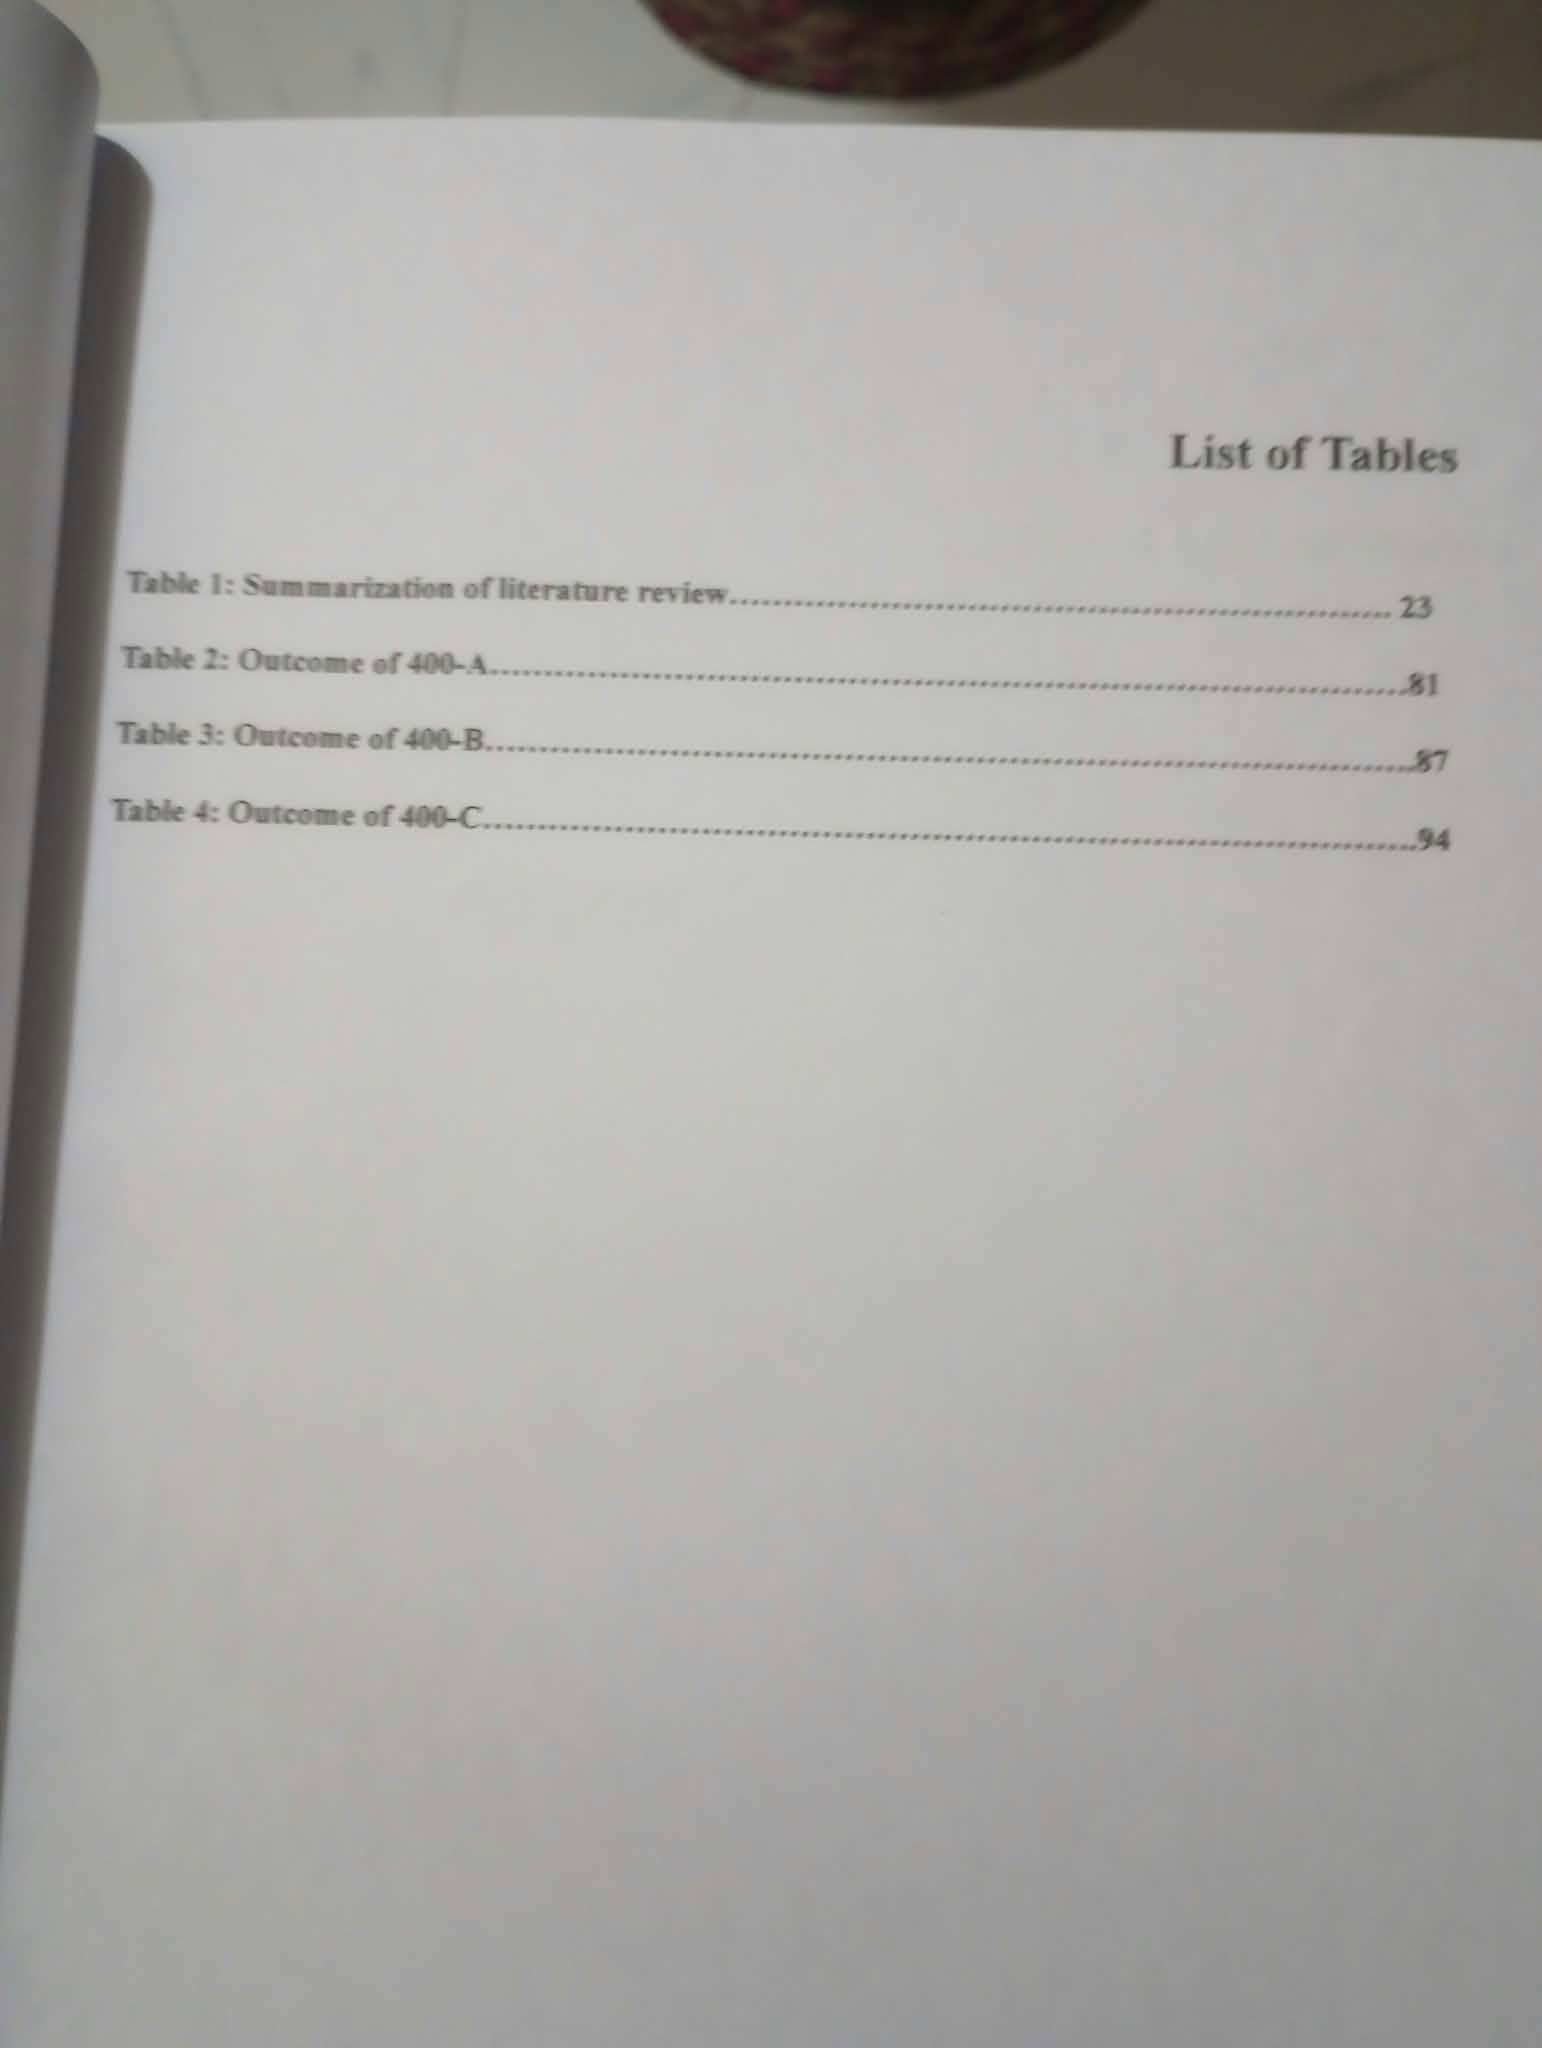 List of Tables
Table 1: Summarization of literature review.............................................................................. 23
Table 2: Outcome of 400-A.............................................................................................................81
Table 3: Outcome of 400-B.............................................................................................................87
Table 4: Outcome of 400-C.............................................................................................................94